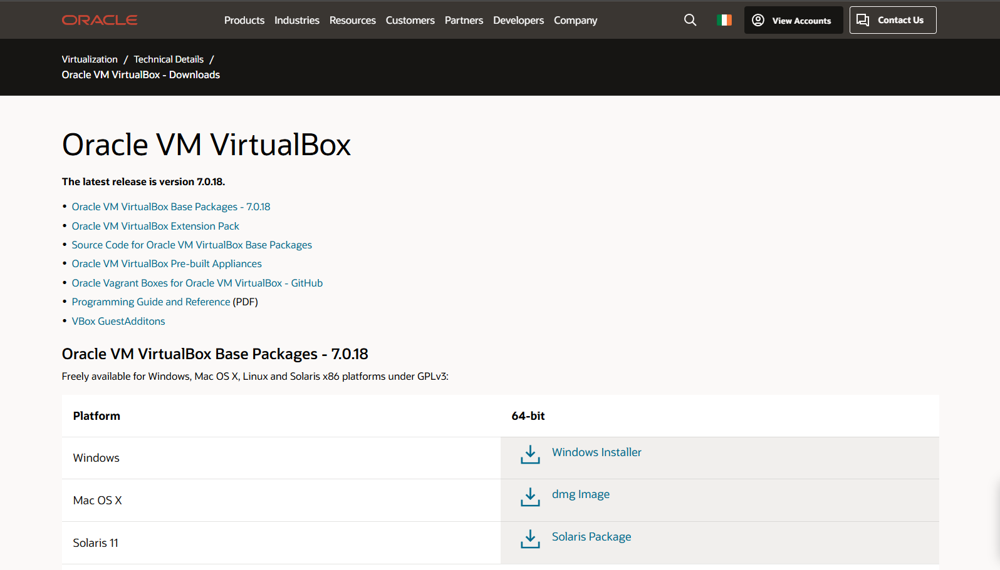 ORACLE
Products Industries Resources Customers Partners Developers Company
View Accounts
Contact Us
Virtualization / Technical Details /
Oracle VM VirtualBox - Downloads
Oracle VM VirtualBox
The latest release is version 7.0.18.
• Oracle VM VirtualBox Base Packages - 7.0.18
• Oracle VM VirtualBox Extension Pack
• Source Code for Oracle VM VirtualBox Base Packages
• Oracle VM VirtualBox Pre-built Appliances
• Oracle Vagrant Boxes for Oracle VM VirtualBox - GitHub
• Programming Guide and Reference (PDF)
• VBox GuestAdditons
Oracle VM VirtualBox Base Packages - 7.0.18
Freely available for Windows, Mac OS X, Linux and Solaris x86 platforms under GPLv3:
Platform 64-bit
Windows Windows Installer
Mac OS X dmg Image
Solaris 11 Solaris Package